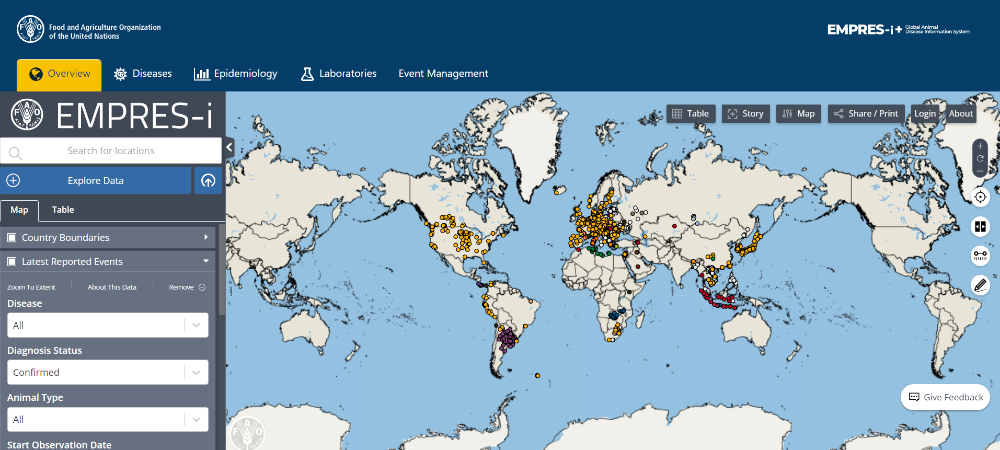 Food and Agriculture Organization
of the United Nations
EMPRES-i+ Global Animal
Disease Information System
Overview
Diseases
Epidemiology
Laboratories
Event Management
FAO
FIAT PANIS
EMPRES-i
Table
Story
Map
Share / Print
Login
About
Search for locations
Explore Data
Map
Table
Country Boundaries
Latest Reported Events
Zoom To Extent
About This Data
Remove
Disease
All
Diagnosis Status
Confirmed
Animal Type
All
Start Observation Date
Give Feedback